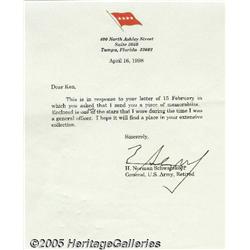 400 North Ashley Street
Suite 3050
Tampa, Florida 33602
April 16, 1998
Dear Ken,
This is in response to your letter of 15 February in
which you asked that I send you a piece of memorabilia.
Enclosed is one of the stars that I wore during the time I was
a general officer. I hope it will find a place in your extensive
collection.
Sincerely,
H. Norman Schwarzkopf
General, U.S. Army, Retired
©2005 HeritageGalleries